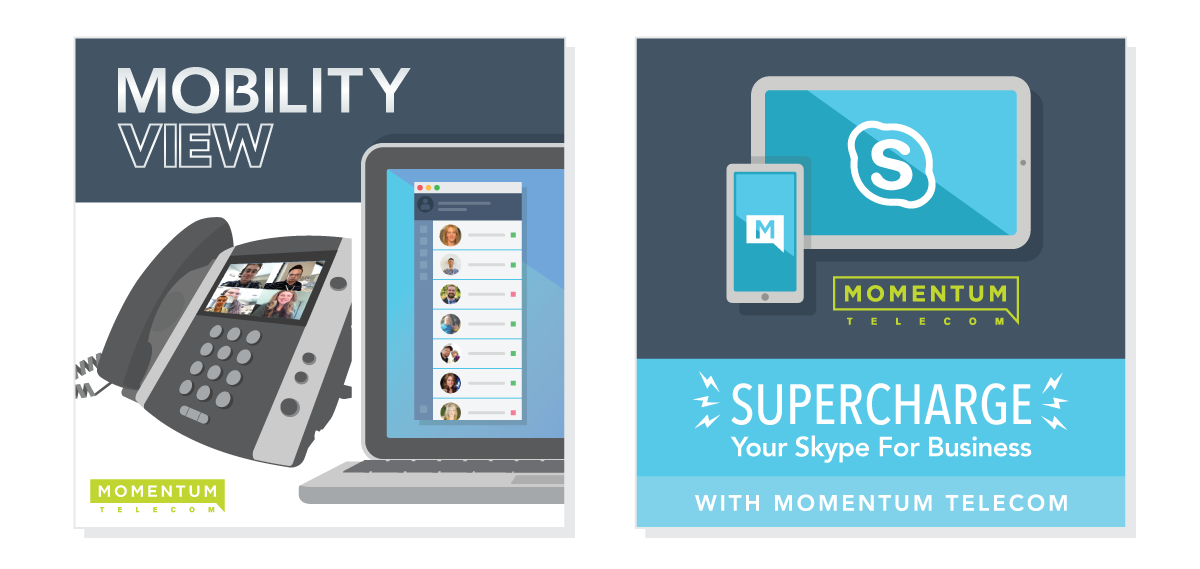 MOBILITY
VIEW
MOMENTUM
TELECOM
S
M
MOMENTUM
TELECOM
SUPERCHARGE
Your Skype For Business
WITH MOMENTUM TELECOM